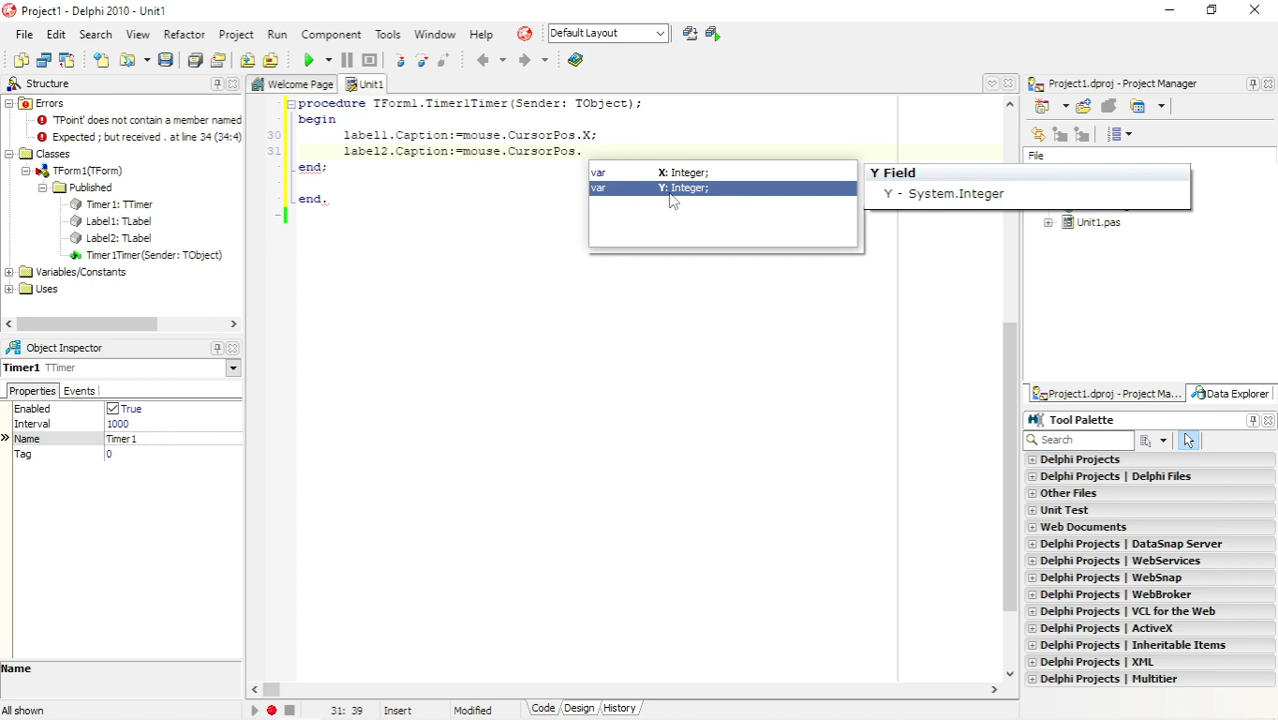 Project1 - Delphi 2010 - Unit1
File Edit Search View Refactor Project Run Component Tools Window Help
Default Layout
Structure
Errors
'TPoint' does not contain a member named
Expected ; but received . at line 34 (34:4)
Classes
TForm1(TForm)
Published
Timer1: TTimer
Label1: TLabel
Label2: TLabel
Timer1Timer(Sender: TObject)
Variables/Constants
Uses
Object Inspector
Timer1 TTimer
Properties Events
Enabled True
Interval 1000
Name Timer1
Tag 0
Name
All shown
Welcome Page Unit1
procedure TForm1.Timer1Timer(Sender: TObject);
begin
30 label1.Caption:=mouse.CursorPos.X;
31 label2.Caption:=mouse.CursorPos.
end;
end.
var X: Integer;
var Y: Integer;
Y Field
Y - System.Integer
31: 39 Insert Modified Code Design History
Project1.dproj - Project Manager
File
Unit1.pas
Project1.dproj - Project Ma... Data Explorer
Tool Palette
Search
Delphi Projects
Delphi Projects | Delphi Files
Other Files
Unit Test
Web Documents
Delphi Projects | DataSnap Server
Delphi Projects | WebServices
Delphi Projects | WebSnap
Delphi Projects | WebBroker
Delphi Projects | VCL for the Web
Delphi Projects | ActiveX
Delphi Projects | Inheritable Items
Delphi Projects | XML
Delphi Projects | Multitier